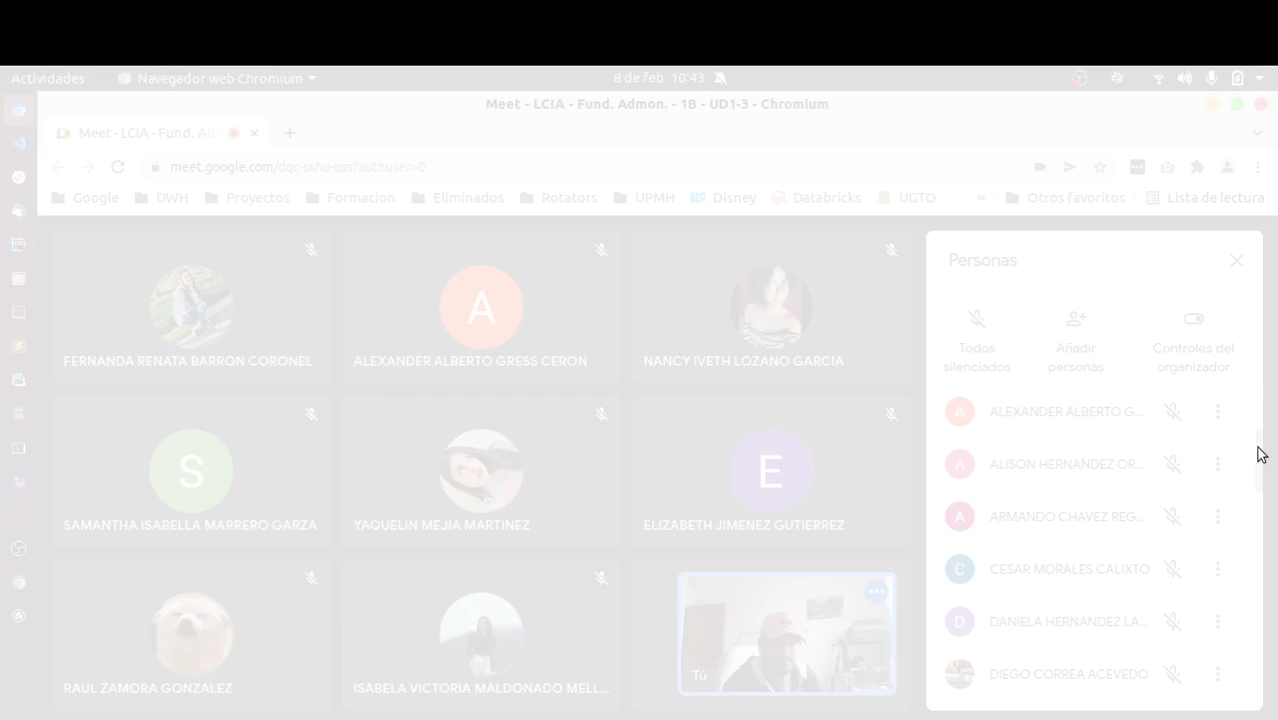 Actividades
Navegador web Chromium
8 de feb 10:43
Meet - LCIA - Fund. Admon. - 1B - UD1-3 - Chromium
Meet - LCIA - Fund. Ad
meet.google.com/dqc-sxhu-uss?authuser=0
Google
DWH
Proyectos
Formacion
Eliminados
Rotators
UPMH
Disney
Databricks
UGTO
»
Otros favoritos
Lista de lectura
FERNANDA RENATA BARRON CORONEL
A
ALEXANDER ALBERTO GRESS CERON
NANCY IVETH LOZANO GARCIA
S
SAMANTHA ISABELLA MARRERO GARZA
YAQUELIN MEJIA MARTINEZ
E
ELIZABETH JIMENEZ GUTIERREZ
RAUL ZAMORA GONZALEZ
ISABELA VICTORIA MALDONADO MELL...
Tú
Personas
Todos
silenciados
Añadir
personas
Controles del
organizador
A ALEXANDER ALBERTO G...
A ALISON HERNANDEZ OR...
A ARMANDO CHAVEZ REG...
C CESAR MORALES CALIXTO
D DANIELA HERNANDEZ LA...
DIEGO CORREA ACEVEDO